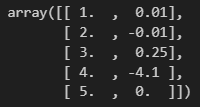 array([[ 1.  ,  0.01],
       [ 2.  , -0.01],
       [ 3.  ,  0.25],
       [ 4.  , -4.1 ],
       [ 5.  ,  0.  ]])